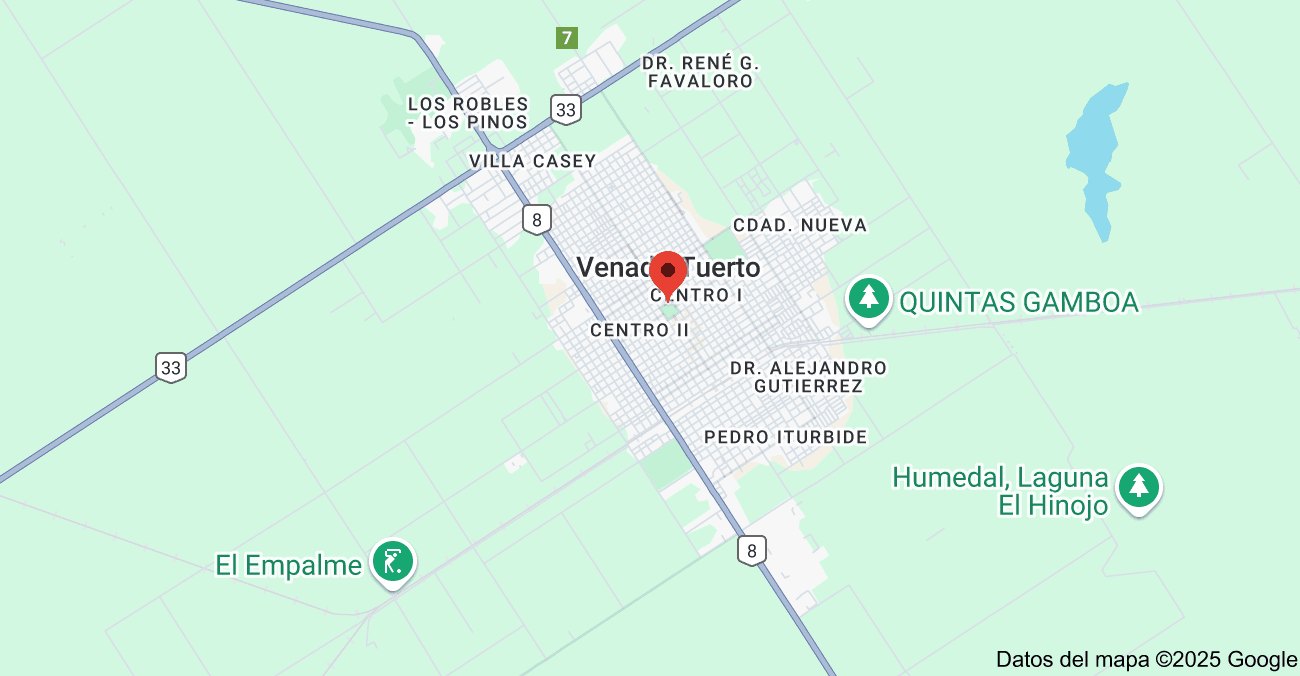 7
DR. RENÉ G.
FAVALORO
LOS ROBLES
- LOS PINOS
33
VILLA CASEY
8
CDAD. NUEVA
Venado Tuerto
CENTRO I
QUINTAS GAMBOA
CENTRO II
33
DR. ALEJANDRO
GUTIERREZ
PEDRO ITURBIDE
Humedal, Laguna
El Hinojo
8
El Empalme
Datos del mapa ©2025 Google